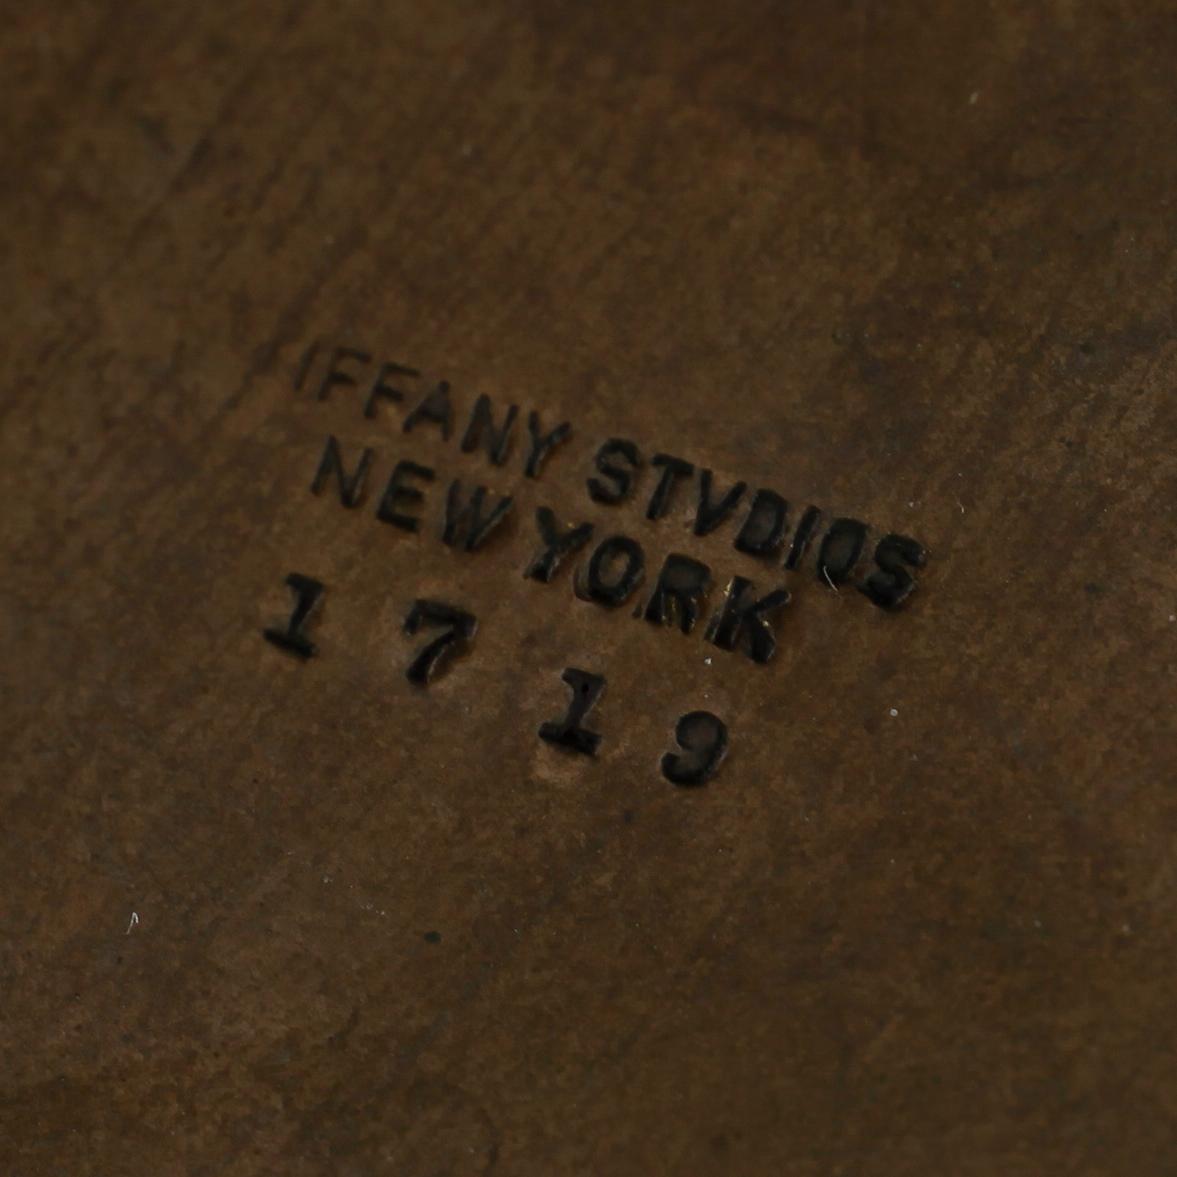 IFFANY STVDIOS
NEW YORK
1719